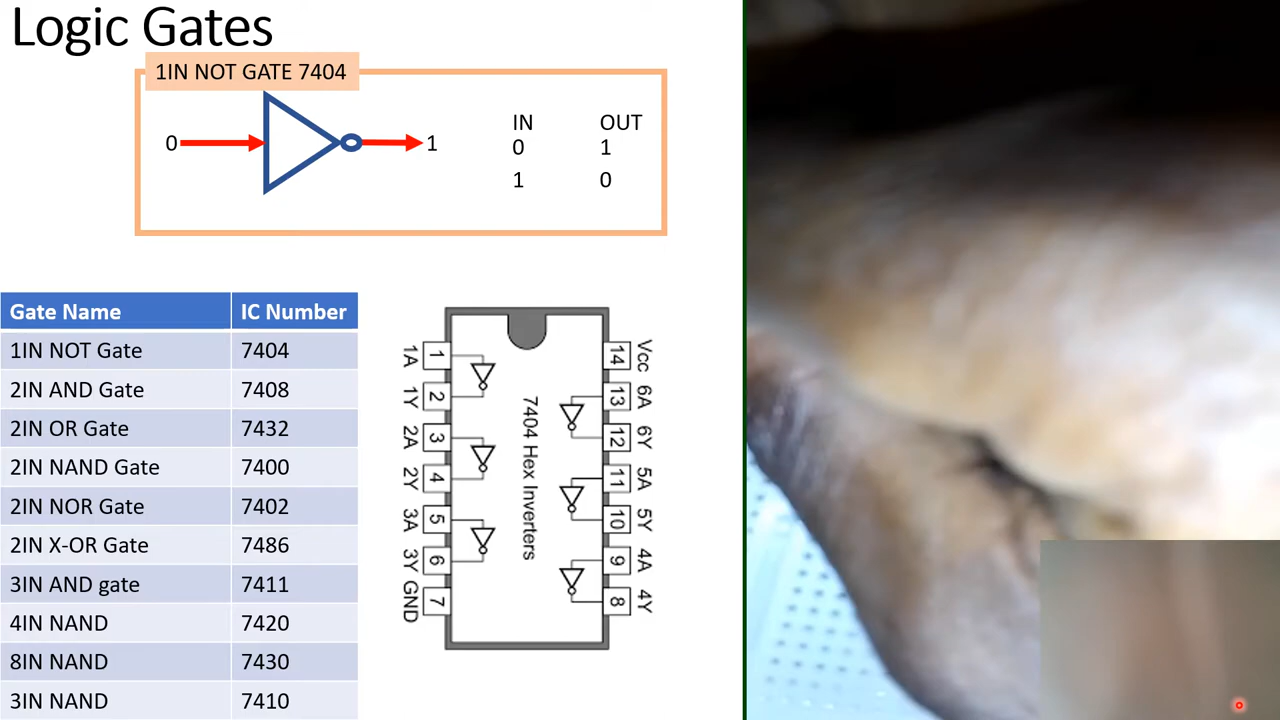 Logic Gates
1IN NOT GATE 7404
0 1
IN OUT
0 1
1 0
Gate Name IC Number
1IN NOT Gate 7404
2IN AND Gate 7408
2IN OR Gate 7432
2IN NAND Gate 7400
2IN NOR Gate 7402
2IN X-OR Gate 7486
3IN AND gate 7411
4IN NAND 7420
8IN NAND 7430
3IN NAND 7410
1A 1 14 Vcc
1Y 2 13 6A
2A 3 12 6Y
2Y 4 11 5A
3A 5 10 5Y
3Y 6 9 4A
GND 7 8 4Y
7404 Hex Inverters